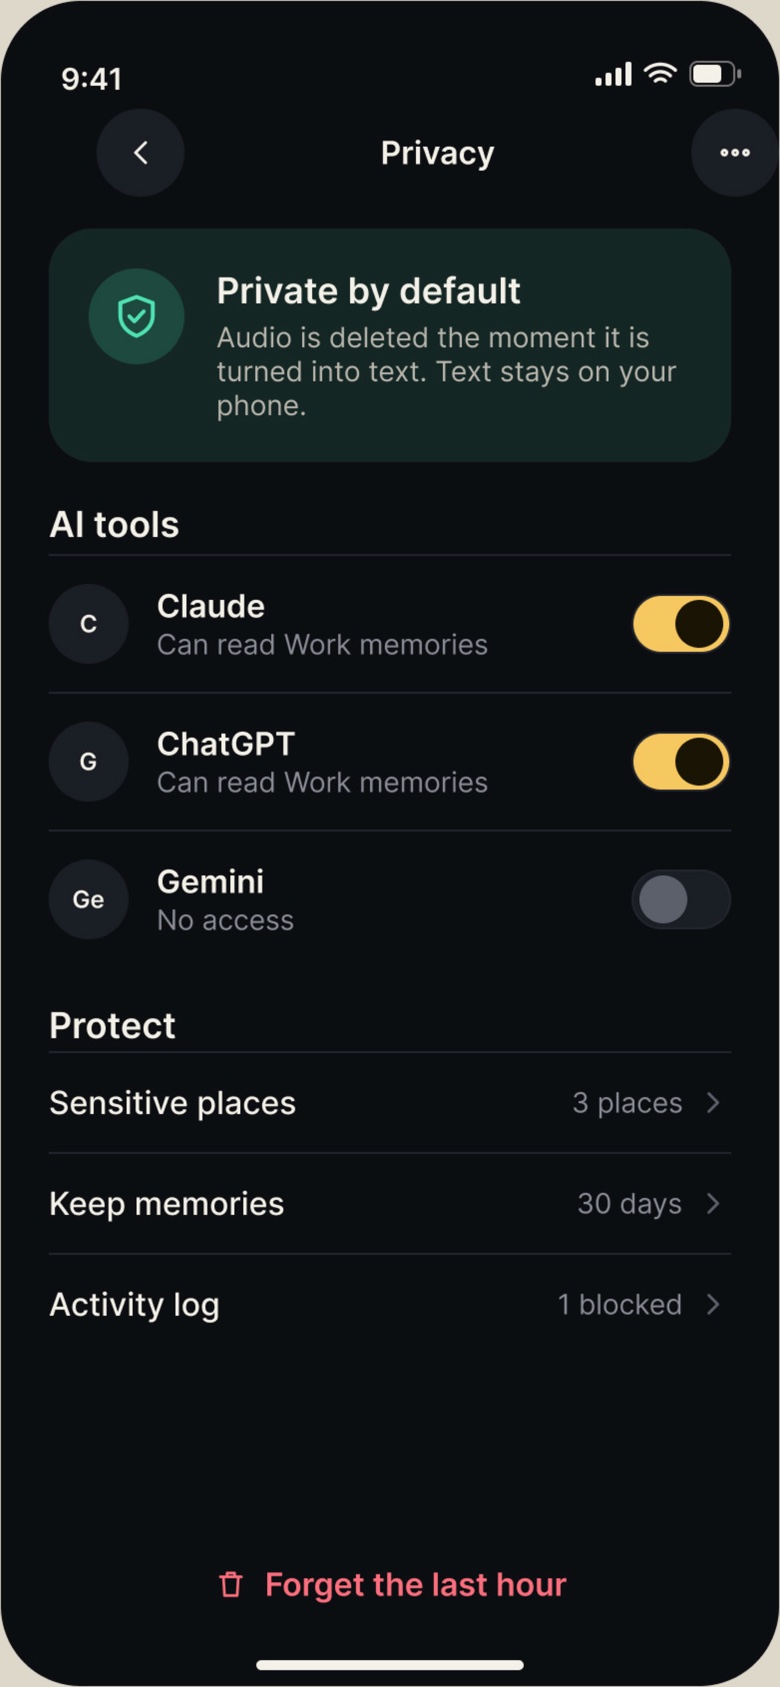 9:41
Privacy
Private by default
Audio is deleted the moment it is
turned into text. Text stays on your
phone.
AI tools
C
Claude
Can read Work memories
G
ChatGPT
Can read Work memories
Ge
Gemini
No access
Protect
Sensitive places
3 places
Keep memories
30 days
Activity log
1 blocked
Forget the last hour